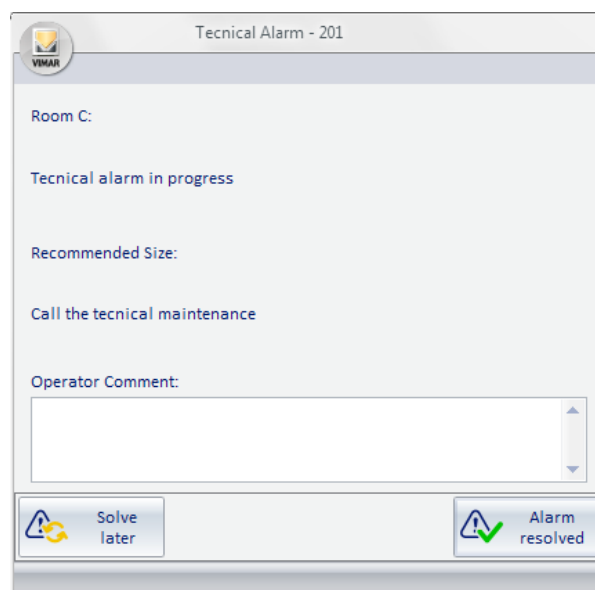 Tecnical Alarm - 201
VIMAR
Room C:
Tecnical alarm in progress
Recommended Size:
Call the tecnical maintenance
Operator Comment:
Solve
later
Alarm
resolved